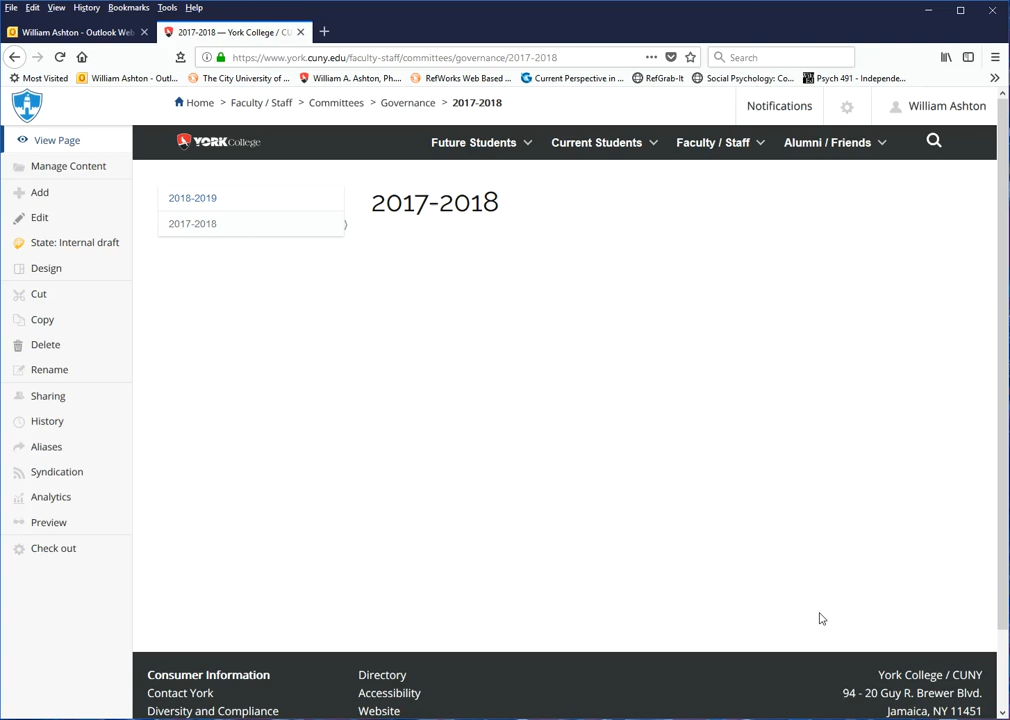 File Edit View History Bookmarks Tools Help
William Ashton - Outlook Web
2017-2018 — York College / CU
https://www.york.cuny.edu/faculty-staff/committees/governance/2017-2018
Search
Most Visited
William Ashton - Outl...
The City University of ...
William A. Ashton, Ph....
RefWorks Web Based ...
Current Perspective in ...
RefGrab-It
Social Psychology: Co...
Psych 491 - Independe...
Home > Faculty / Staff > Committees > Governance > 2017-2018
Notifications
William Ashton
View Page
Manage Content
Add
Edit
State: Internal draft
Design
Cut
Copy
Delete
Rename
Sharing
History
Aliases
Syndication
Analytics
Preview
Check out
YORK College
Future Students
Current Students
Faculty / Staff
Alumni / Friends
2018-2019
2017-2018
2017-2018
Consumer Information
Contact York
Diversity and Compliance
Directory
Accessibility
Website
York College / CUNY
94 - 20 Guy R. Brewer Blvd.
Jamaica, NY 11451